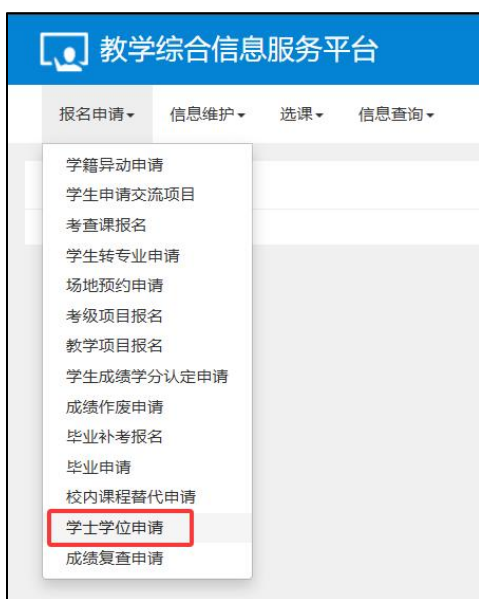 教学综合信息服务平台
报名申请 信息维护 选课 信息查询
学籍异动申请
学生申请交流项目
考查课报名
学生转专业申请
场地预约申请
考级项目报名
教学项目报名
学生成绩学分认定申请
成绩作废申请
毕业补考报名
毕业申请
校内课程替代申请
学士学位申请
成绩复查申请